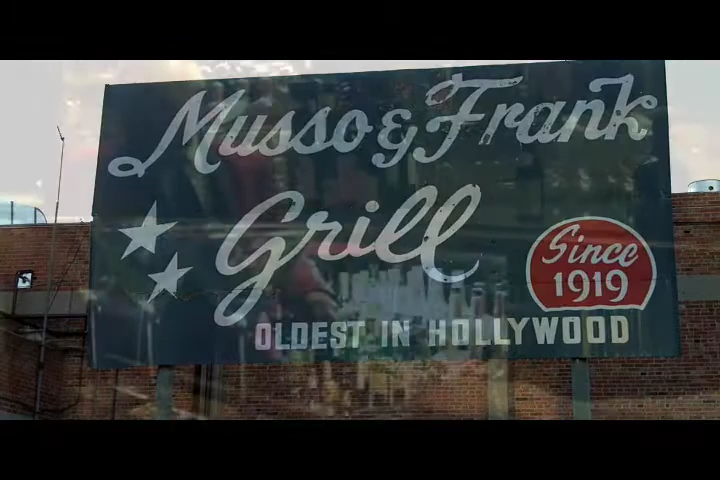 Musso & Frank
Grill
Since
1919
OLDEST IN HOLLYWOOD